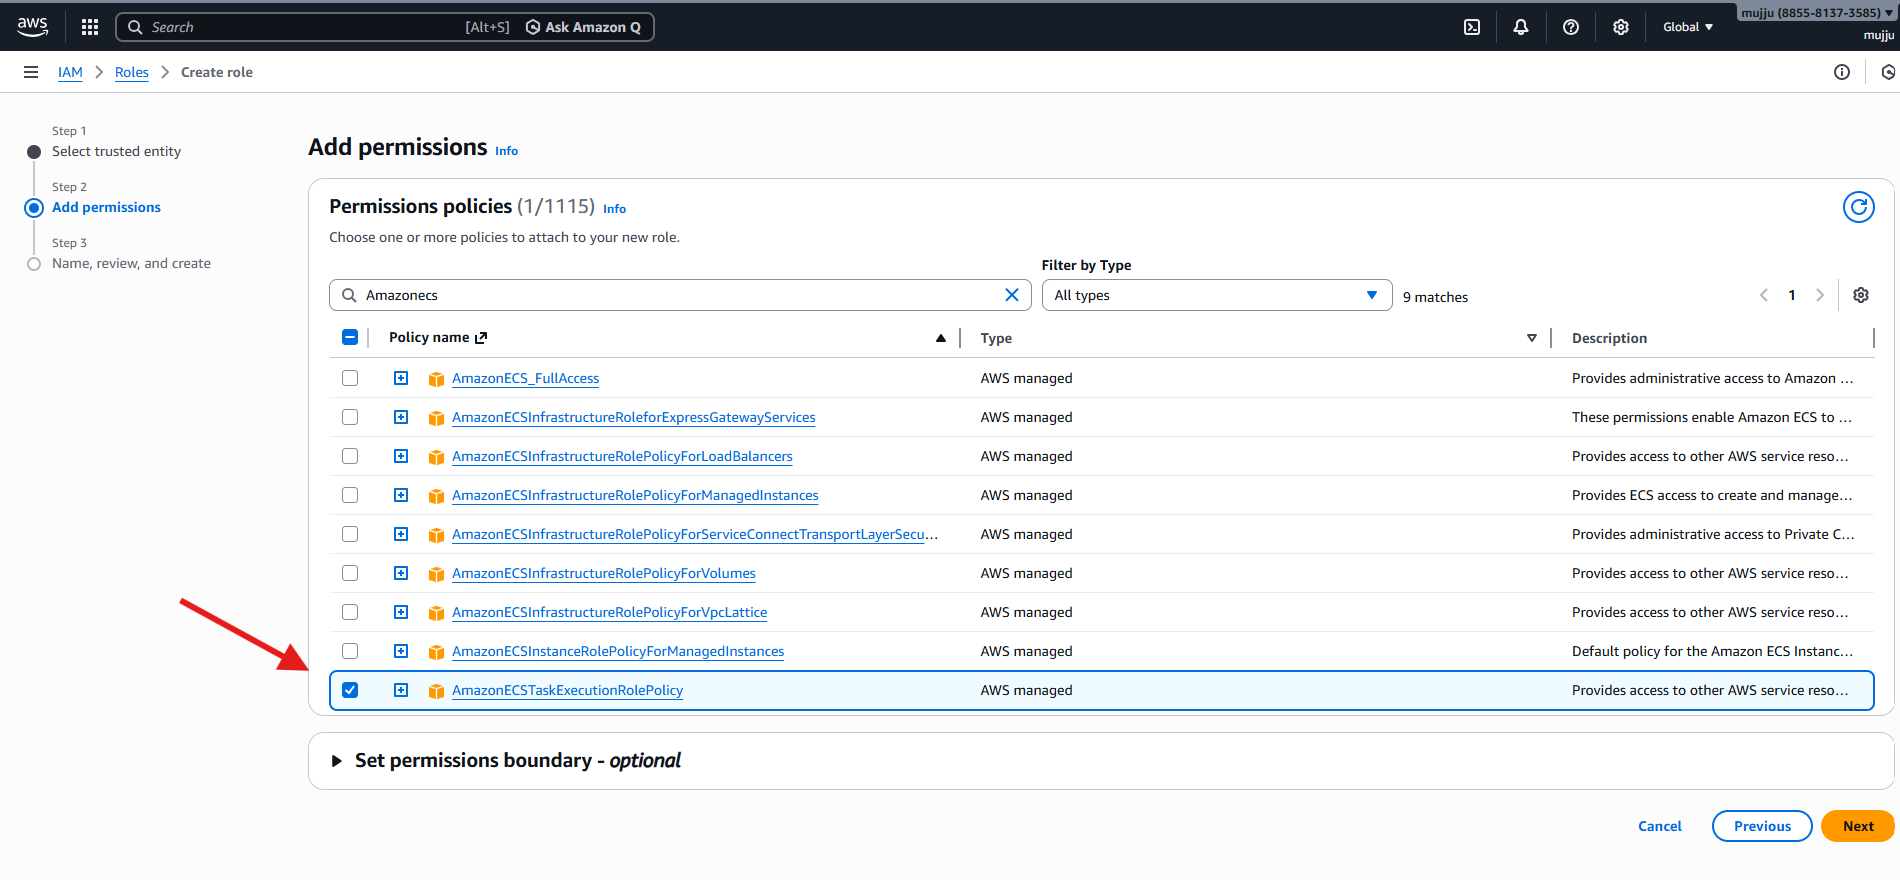 aws
Search [Alt+S] Ask Amazon Q
Global
mujju (8855-8137-3585)
mujju
IAM Roles Create role
Step 1
Select trusted entity
Step 2
Add permissions
Step 3
Name, review, and create
Add permissions Info
Permissions policies (1/1115) Info
Choose one or more policies to attach to your new role.
Filter by Type
Amazonecs
All types
9 matches
1
Policy name Type Description
AmazonECS_FullAccess AWS managed Provides administrative access to Amazon ...
AmazonECSInfrastructureRoleforExpressGatewayServices AWS managed These permissions enable Amazon ECS to ...
AmazonECSInfrastructureRolePolicyForLoadBalancers AWS managed Provides access to other AWS service reso...
AmazonECSInfrastructureRolePolicyForManagedInstances AWS managed Provides ECS access to create and manage...
AmazonECSInfrastructureRolePolicyForServiceConnectTransportLayerSecu... AWS managed Provides administrative access to Private C...
AmazonECSInfrastructureRolePolicyForVolumes AWS managed Provides access to other AWS service reso...
AmazonECSInfrastructureRolePolicyForVpcLattice AWS managed Provides access to other AWS service reso...
AmazonECSInstanceRolePolicyForManagedInstances AWS managed Default policy for the Amazon ECS Instanc...
AmazonECSTaskExecutionRolePolicy AWS managed Provides access to other AWS service reso...
Set permissions boundary - optional
Cancel Previous Next